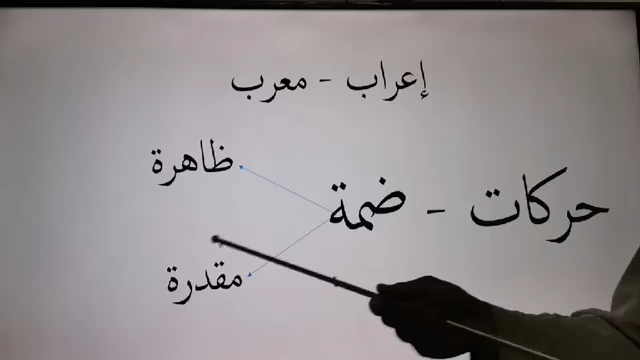 إعراب - معرب
ظاهرة
حركات - ضمة
مقدرة